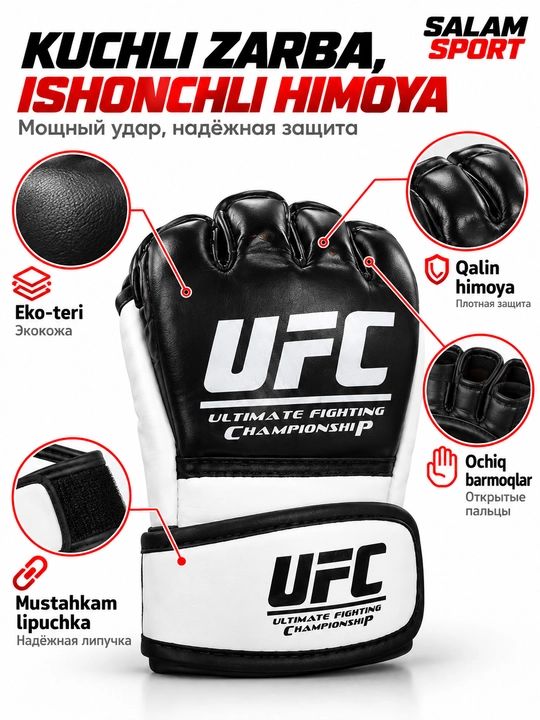 SALAM
SPORT
KUCHLI ZARBA,
ISHONCHLI HIMOYA
Мощный удар, надёжная защита
Eko-teri
Экокожа
Qalin
himoya
Плотная защита
UFC
ULTIMATE FIGHTING
CHAMPIONSHIP
Ochiq
barmoqlar
Открытые
пальцы
Mustahkam
lipuchka
Надёжная липучка
UFC
ULTIMATE FIGHTING
CHAMPIONSHIP